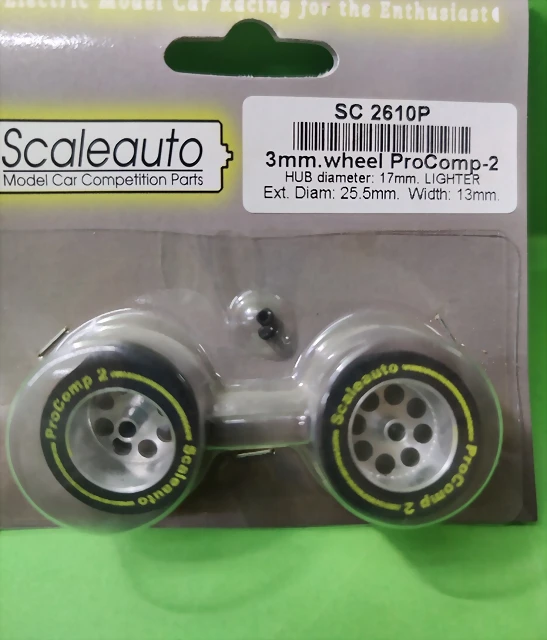 Electric Model Car Racing for the Enthusiast
SC 2610P
Scaleauto
Model Car Competition Parts
3mm.wheel ProComp-2
HUB diameter: 17mm. LIGHTER
Ext. Diam: 25.5mm. Width: 13mm.
ProComp 2
Scaleauto
Scaleauto
ProComp 2